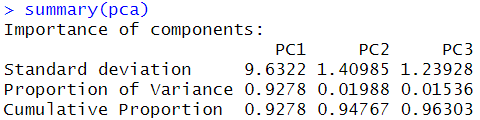 > summary(pca)
Importance of components:
PC1 PC2 PC3
Standard deviation 9.6322 1.40985 1.23928
Proportion of Variance 0.9278 0.01988 0.01536
Cumulative Proportion 0.9278 0.94767 0.96303